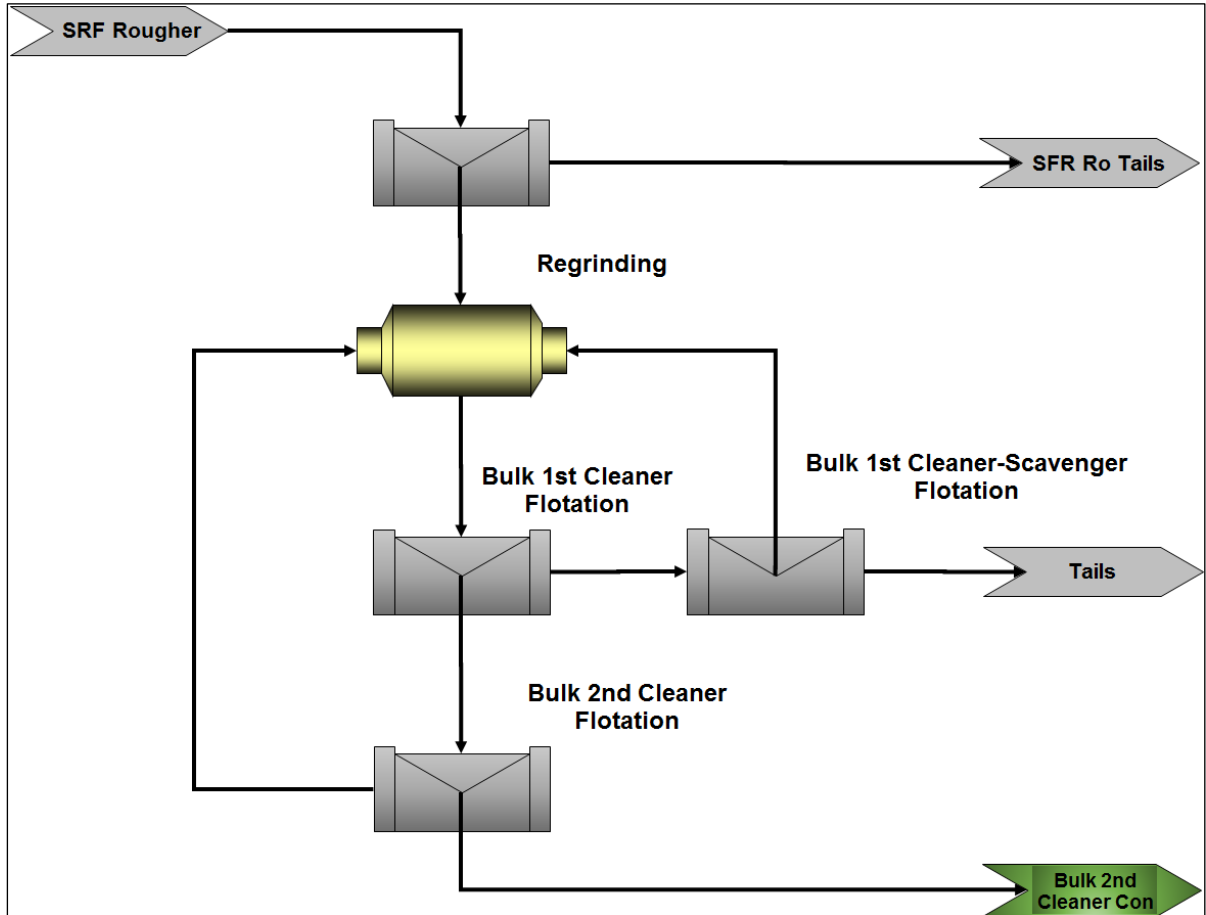 SRF Rougher
SFR Ro Tails
Regrinding
Bulk 1st Cleaner
Flotation
Bulk 1st Cleaner-Scavenger
Flotation
Tails
Bulk 2nd Cleaner
Flotation
Bulk 2nd
Cleaner Con